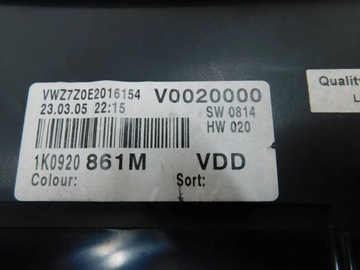 VWZ7Z0E2016154 V0020000
23.03.05 22:15 SW 0814
HW 020
1K0920 861M VDD
Colour: Sort:
Quality